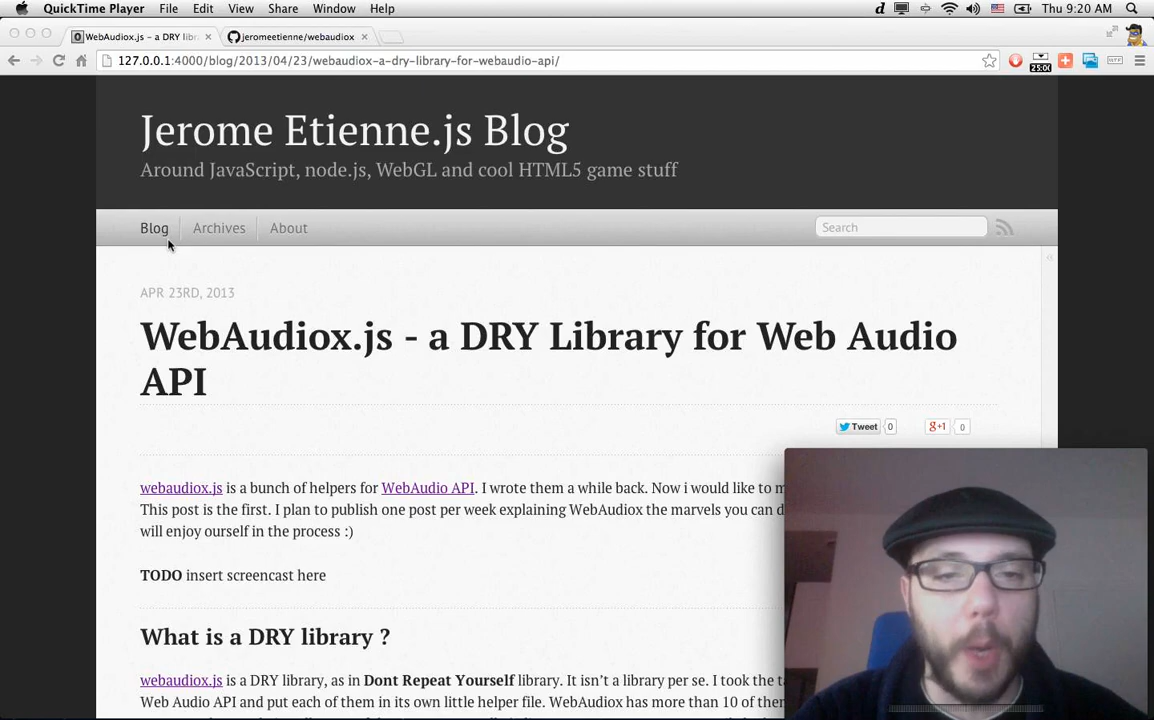 QuickTime Player File Edit View Share Window Help Thu 9:20 AM
WebAudiox.js – a DRY lib jeromeetienne/webaudiox
127.0.0.1:4000/blog/2013/04/23/webaudiox-a-dry-library-for-webaudio-api/
25:00
Jerome Etienne.js Blog
Around JavaScript, node.js, WebGL and cool HTML5 game stuff
Blog Archives About Search
APR 23RD, 2013
WebAudiox.js - a DRY Library for Web Audio
API
Tweet 0 g+1 0
webaudiox.js is a bunch of helpers for WebAudio API. I wrote them a while back. Now i would like to m
This post is the first. I plan to publish one post per week explaining WebAudiox the marvels you can d
will enjoy ourself in the process :)
TODO insert screencast here
What is a DRY library ?
webaudiox.js is a DRY library, as in Dont Repeat Yourself library. It isn't a library per se. I took the t
Web Audio API and put each of them in its own little helper file. WebAudiox has more than 10 of then